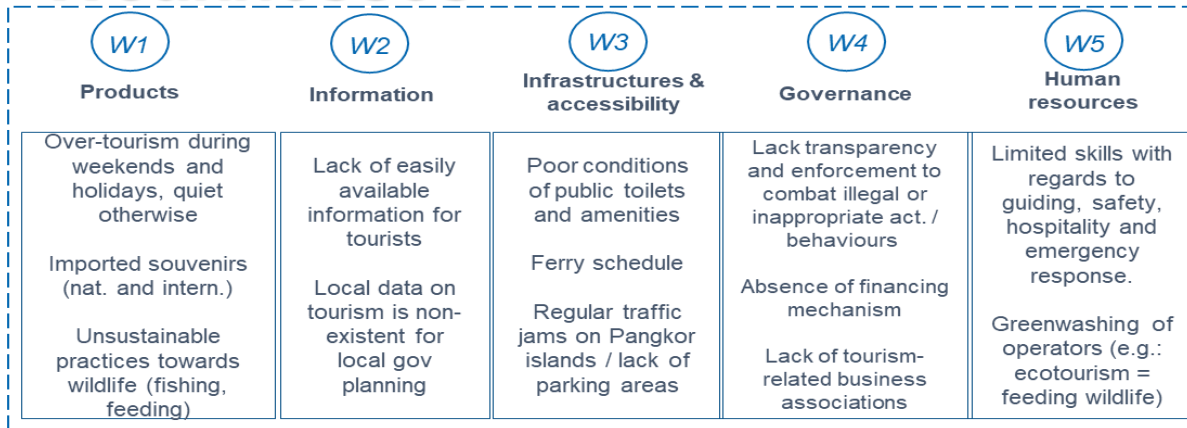 W1
Products
Over-tourism during
weekends and
holidays, quiet
otherwise
Imported souvenirs
(nat. and intern.)
Unsustainable
practices towards
wildlife (fishing,
feeding)
W2
Information
Lack of easily
available
information for
tourists
Local data on
tourism is non-
existent for
local gov
planning
W3
Infrastructures &
accessibility
Poor conditions
of public toilets
and amenities
Ferry schedule
Regular traffic
jams on Pangkor
islands / lack of
parking areas
W4
Governance
Lack transparency
and enforcement to
combat illegal or
inappropriate act. /
behaviours
Absence of financing
mechanism
Lack of tourism-
related business
associations
W5
Human
resources
Limited skills with
regards to
guiding, safety,
hospitality and
emergency
response.
Greenwashing of
operators (e.g.:
ecotourism =
feeding wildlife)